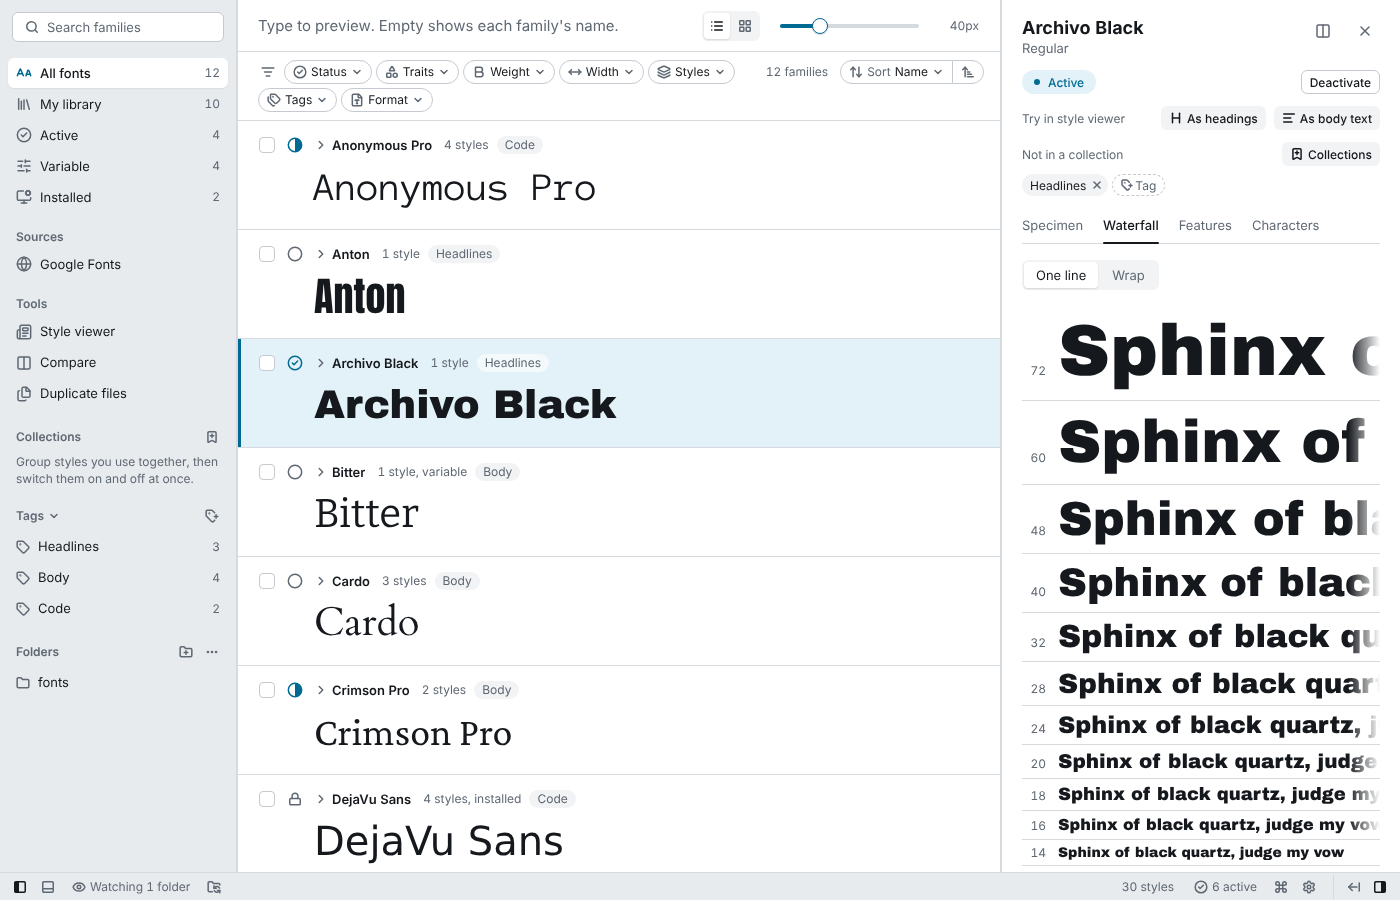 Search families
All fonts 12
My library 10
Active 4
Variable 4
Installed 2
Sources
Google Fonts
Tools
Style viewer
Compare
Duplicate files
Collections
Group styles you use together, then
switch them on and off at once.
Tags
Headlines 3
Body 4
Code 2
Folders
fonts
Type to preview. Empty shows each family's name.
40px
Status Traits Weight Width Styles 12 families Sort Name
Tags Format
Anonymous Pro 4 styles Code
Anonymous Pro
Anton 1 style Headlines
Anton
Archivo Black 1 style Headlines
Archivo Black
Bitter 1 style, variable Body
Bitter
Cardo 3 styles Body
Cardo
Crimson Pro 2 styles Body
Crimson Pro
DejaVu Sans 4 styles, installed Code
DejaVu Sans
Archivo Black
Regular
Active Deactivate
Try in style viewer As headings As body text
Not in a collection Collections
Headlines Tag
Specimen Waterfall Features Characters
One line Wrap
72 Sphinx
60 Sphinx of
48 Sphinx of
40 Sphinx of
32 Sphinx of black
28 Sphinx of black
24 Sphinx of black quartz,
20 Sphinx of black quartz, judge
18 Sphinx of black quartz, judge my
16 Sphinx of black quartz, judge my vow
14 Sphinx of black quartz, judge my vow
Watching 1 folder
30 styles 6 active